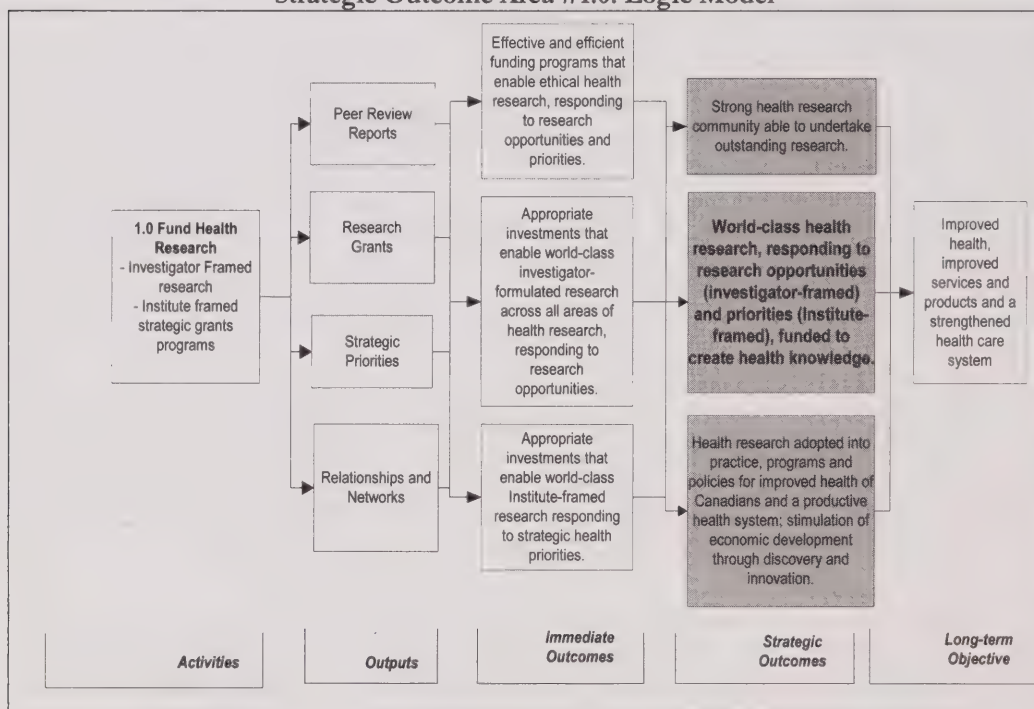 Strategic Outcome Area #1.0: Logic Model
1.0 Fund Health
Research
- Investigator Framed
research
- Institute framed
strategic grants
programs
Peer Review
Reports
Research
Grants
Strategic
Priorities
Relationships and
Networks
Effective and efficient
funding programs that
enable ethical health
research, responding
to research
opportunities and
priorities.
Appropriate
investments that
enable world-class
investigator-
formulated research
across all areas of
health research,
responding to
research
opportunities.
Appropriate
investments that
enable world-class
Institute-framed
research responding
to strategic health
priorities.
Strong health research
community able to undertake
outstanding research.
World-class health
research, responding to
research opportunities
(investigator-framed)
and priorities (Institute-
framed), funded to
create health knowledge.
Health research adopted into
practice, programs and
policies for improved health of
Canadians and a productive
health system; stimulation of
economic development
through discovery and
innovation.
Improved
health,
improved
services and
products and a
strengthened
health care
system
Activities
Outputs
Immediate
Outcomes
Strategic
Outcomes
Long-term
Objective